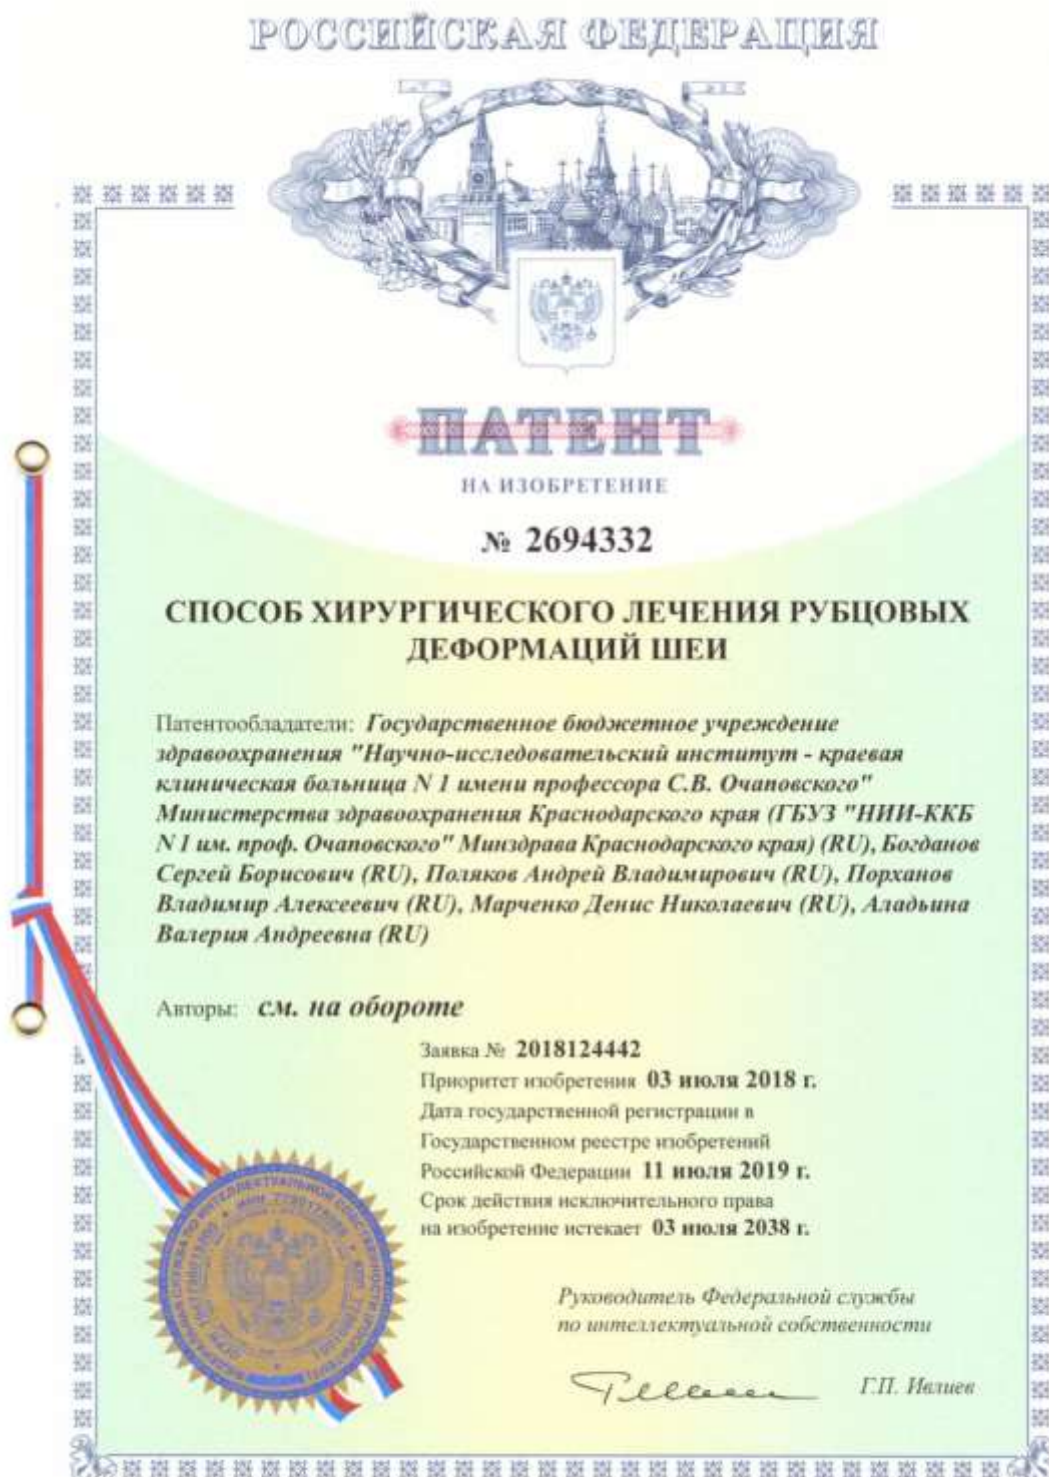 РОССИЙСКАЯ ФЕДЕРАЦИЯ
ПАТЕНТ
НА ИЗОБРЕТЕНИЕ
№ 2694332
СПОСОБ ХИРУРГИЧЕСКОГО ЛЕЧЕНИЯ РУБЦОВЫХ
ДЕФОРМАЦИЙ ШЕИ
Патентообладатели: Государственное бюджетное учреждение
здравоохранения "Научно-исследовательский институт - краевая
клиническая больница N 1 имени профессора С.В. Очаповского"
Министерства здравоохранения Краснодарского края (ГБУЗ "НИИ-ККБ
N 1 им. проф. Очаповского" Минздрава Краснодарского края) (RU), Богданов
Сергей Борисович (RU), Поляков Андрей Владимирович (RU), Порханов
Владимир Алексеевич (RU), Марченко Денис Николаевич (RU), Аладьина
Валерия Андреевна (RU)
Авторы: см. на обороте
Заявка № 2018124442
Приоритет изобретения 03 июля 2018 г.
Дата государственной регистрации в
Государственном реестре изобретений
Российской Федерации 11 июля 2019 г.
Срок действия исключительного права
на изобретение истекает 03 июля 2038 г.
Руководитель Федеральной службы
по интеллектуальной собственности
Г.П. Ивлиев
ФЕДЕРАЛЬНАЯ СЛУЖБА ПО ИНТЕЛЛЕКТУАЛЬНОЙ СОБСТВЕННОСТИ